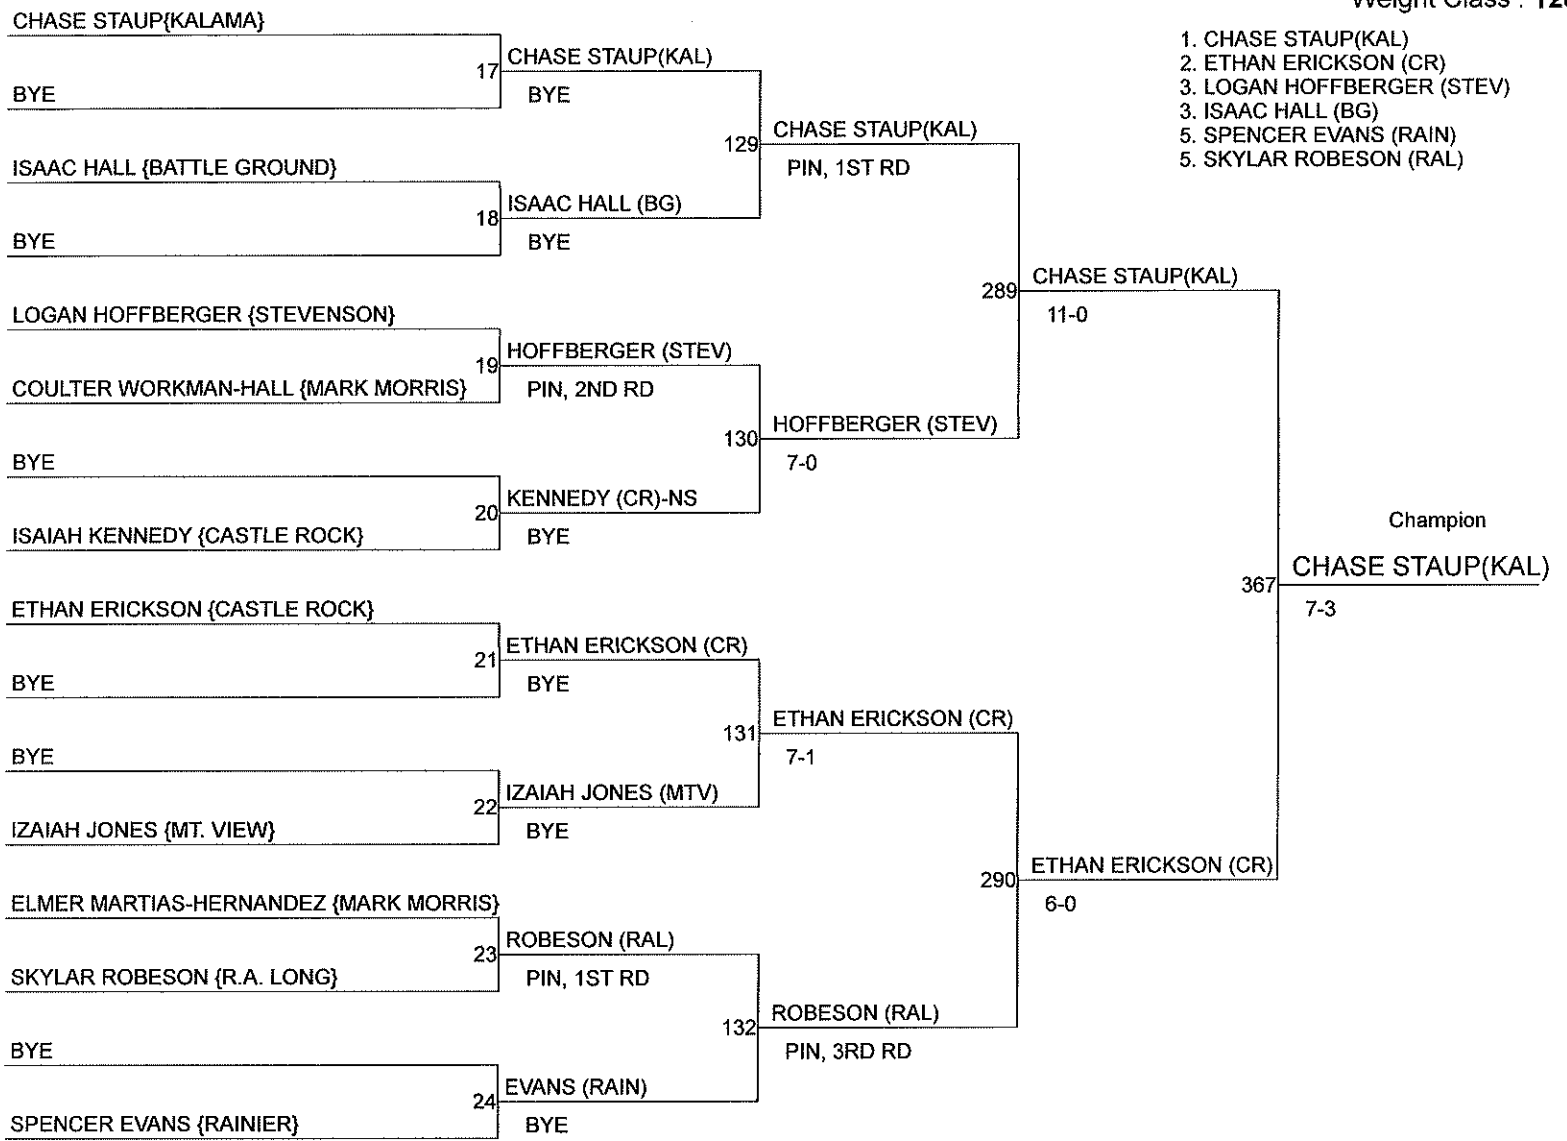 Weight Class :
1. CHASE STAUP(KAL)
2. ETHAN ERICKSON (CR)
3. LOGAN HOFFBERGER (STEV)
3. ISAAC HALL (BG)
5. SPENCER EVANS (RAIN)
5. SKYLAR ROBESON (RAL)
CHASE STAUP{KALAMA}
BYE
ISAAC HALL {BATTLE GROUND}
BYE
LOGAN HOFFBERGER {STEVENSON}
COULTER WORKMAN-HALL {MARK MORRIS}
BYE
ISAIAH KENNEDY {CASTLE ROCK}
ETHAN ERICKSON {CASTLE ROCK}
BYE
BYE
IZAIAH JONES {MT. VIEW}
ELMER MARTIAS-HERNANDEZ {MARK MORRIS}
SKYLAR ROBESON {R.A. LONG}
BYE
SPENCER EVANS {RAINIER}
17 CHASE STAUP(KAL)
BYE
18 ISAAC HALL (BG)
BYE
19 HOFFBERGER (STEV)
PIN, 2ND RD
20 KENNEDY (CR)-NS
BYE
21 ETHAN ERICKSON (CR)
BYE
22 IZAIAH JONES (MTV)
BYE
23 ROBESON (RAL)
PIN, 1ST RD
24 EVANS (RAIN)
BYE
129 CHASE STAUP(KAL)
PIN, 1ST RD
130 HOFFBERGER (STEV)
7-0
131 ETHAN ERICKSON (CR)
7-1
132 ROBESON (RAL)
PIN, 3RD RD
289 CHASE STAUP(KAL)
11-0
290 ETHAN ERICKSON (CR)
6-0
Champion
367 CHASE STAUP(KAL)
7-3